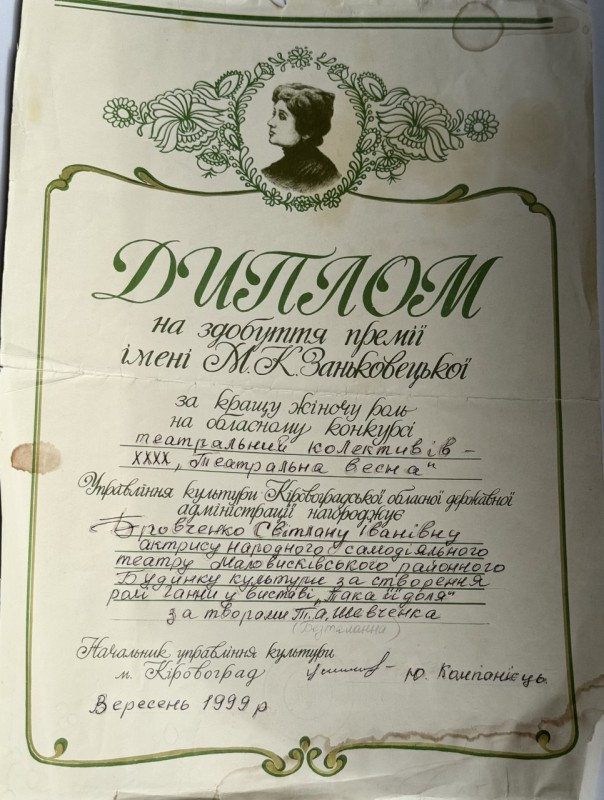 ДИПЛОМ
на здобуття премії
імені М.К.Заньковецької
за кращу жіночу роль
на обласному конкурсі
театральний колективів –
XXXX „Театральна весна“
Управління культури Кіровоградської обласної державної
адміністрації нагороджує
Бровченко Світлану Іванівну
актрису народного самодіяльного
театру Маловисківського районного
Будинку культури за створення
ролі Ганни у виставі „Така її доля“
за творами Т.Г.Шевченка
(Безталанна)
Начальник управління культури
м. Кіровоград Ю. Компанієць
Вересень 1999 р